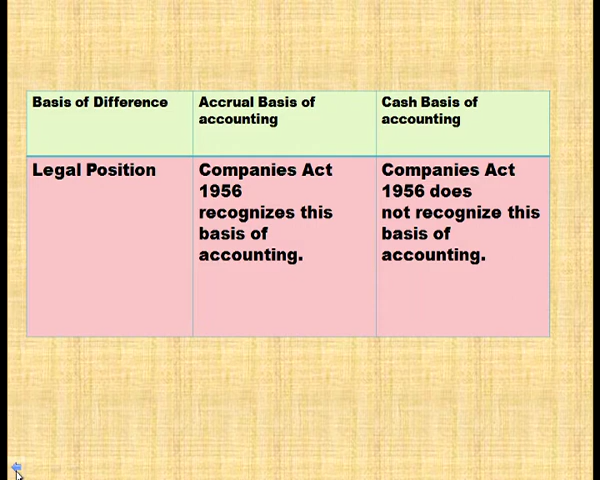 Basis of Difference
Accrual Basis of
accounting
Cash Basis of
accounting
Legal Position
Companies Act
1956
recognizes this
basis of
accounting.
Companies Act
1956 does
not recognize this
basis of
accounting.